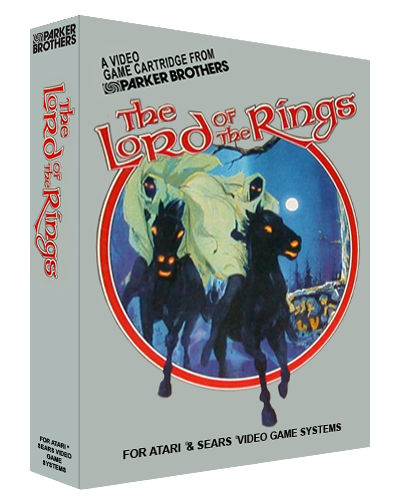 PARKER
BROTHERS
The
Lord
of
the
Rings
FOR ATARI®
SEARS VIDEO
GAME
SYSTEMS
A VIDEO
GAME CARTRIDGE FROM
PARKER BROTHERS
The
Lord of
the Rings
FOR ATARI® & SEARS® VIDEO GAME SYSTEMS